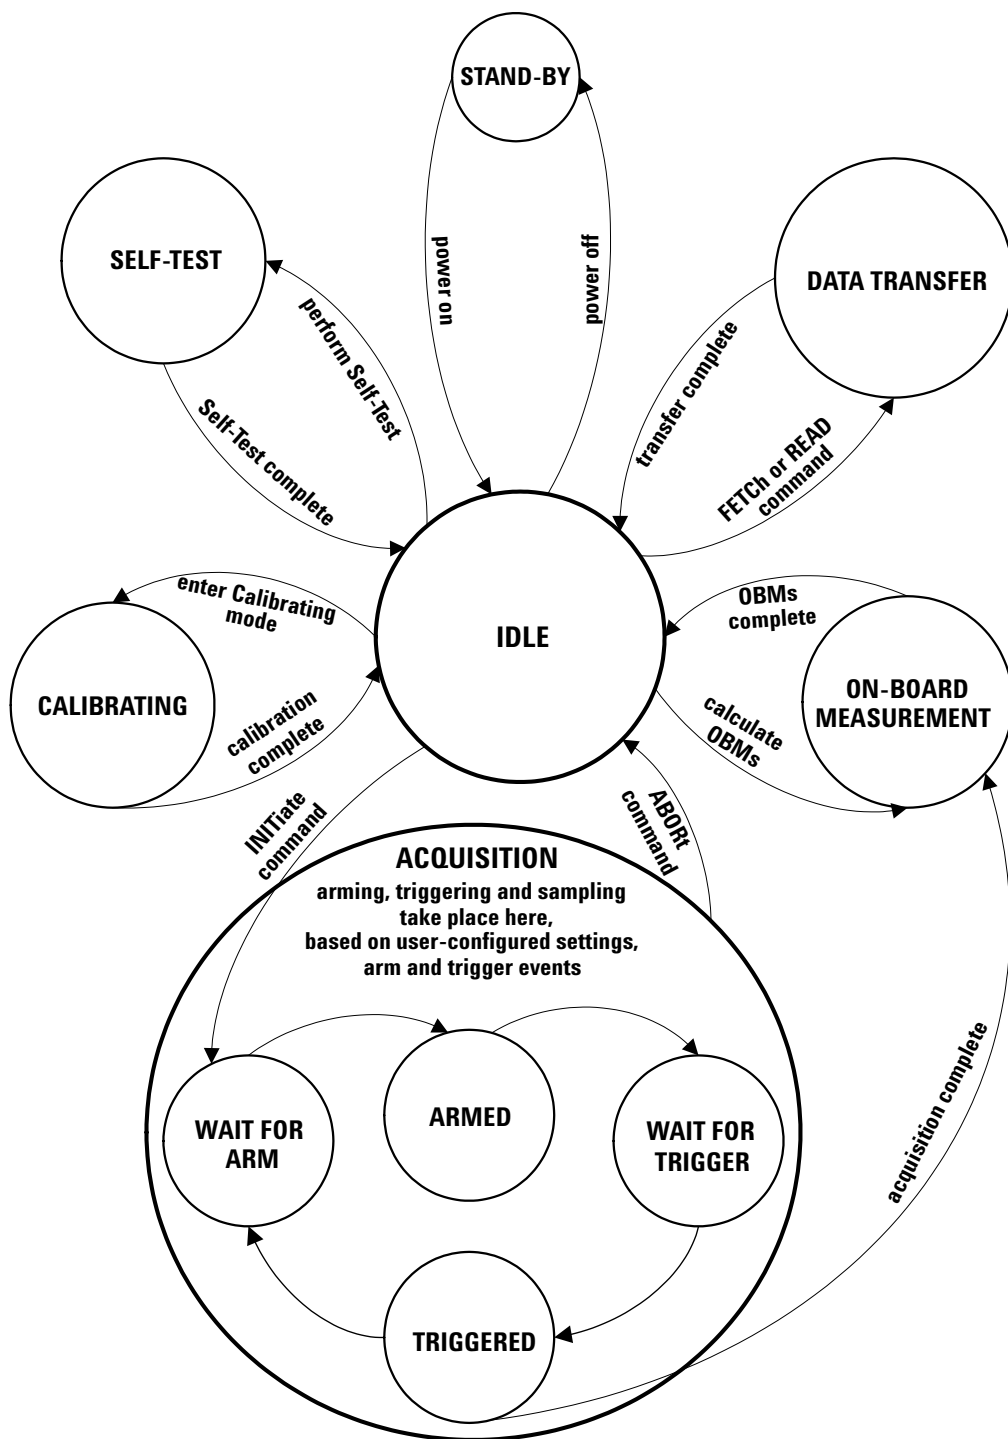 STAND-BY
SELF-TEST
DATA TRANSFER
power on
power off
perform Self-Test
Self-Test complete
transfer complete
FETCh or READ
command
IDLE
enter Calibrating
mode
CALIBRATING
calibration
complete
OBMs
complete
ON-BOARD
MEASUREMENT
calculate
OBMs
INITiate
command
ABORt
command
ACQUISITION
arming, triggering and sampling
take place here,
based on user-configured settings,
arm and trigger events
WAIT FOR
ARM
ARMED
WAIT FOR
TRIGGER
TRIGGERED
acquisition complete